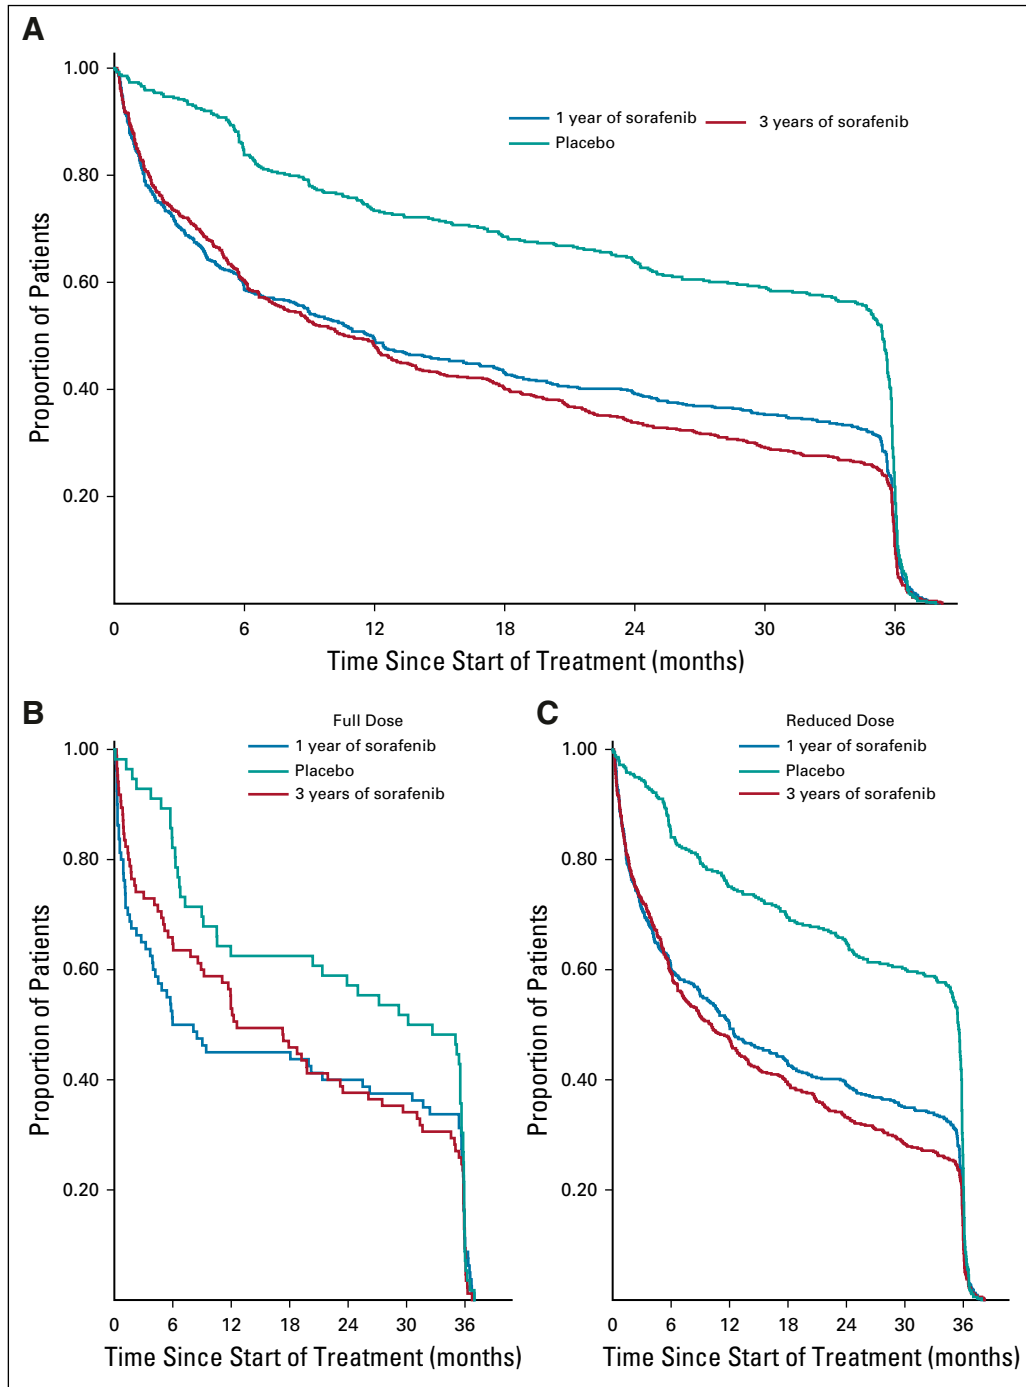 A
1.00
0.80
0.60
0.40
0.20
Proportion of Patients
1 year of sorafenib
3 years of sorafenib
Placebo
0 6 12 18 24 30 36
Time Since Start of Treatment (months)
B
Full Dose
1 year of sorafenib
Placebo
3 years of sorafenib
1.00
0.80
0.60
0.40
0.20
Proportion of Patients
0 6 12 18 24 30 36
Time Since Start of Treatment (months)
C
Reduced Dose
1 year of sorafenib
Placebo
3 years of sorafenib
1.00
0.80
0.60
0.40
0.20
Proportion of Patients
0 6 12 18 24 30 36
Time Since Start of Treatment (months)